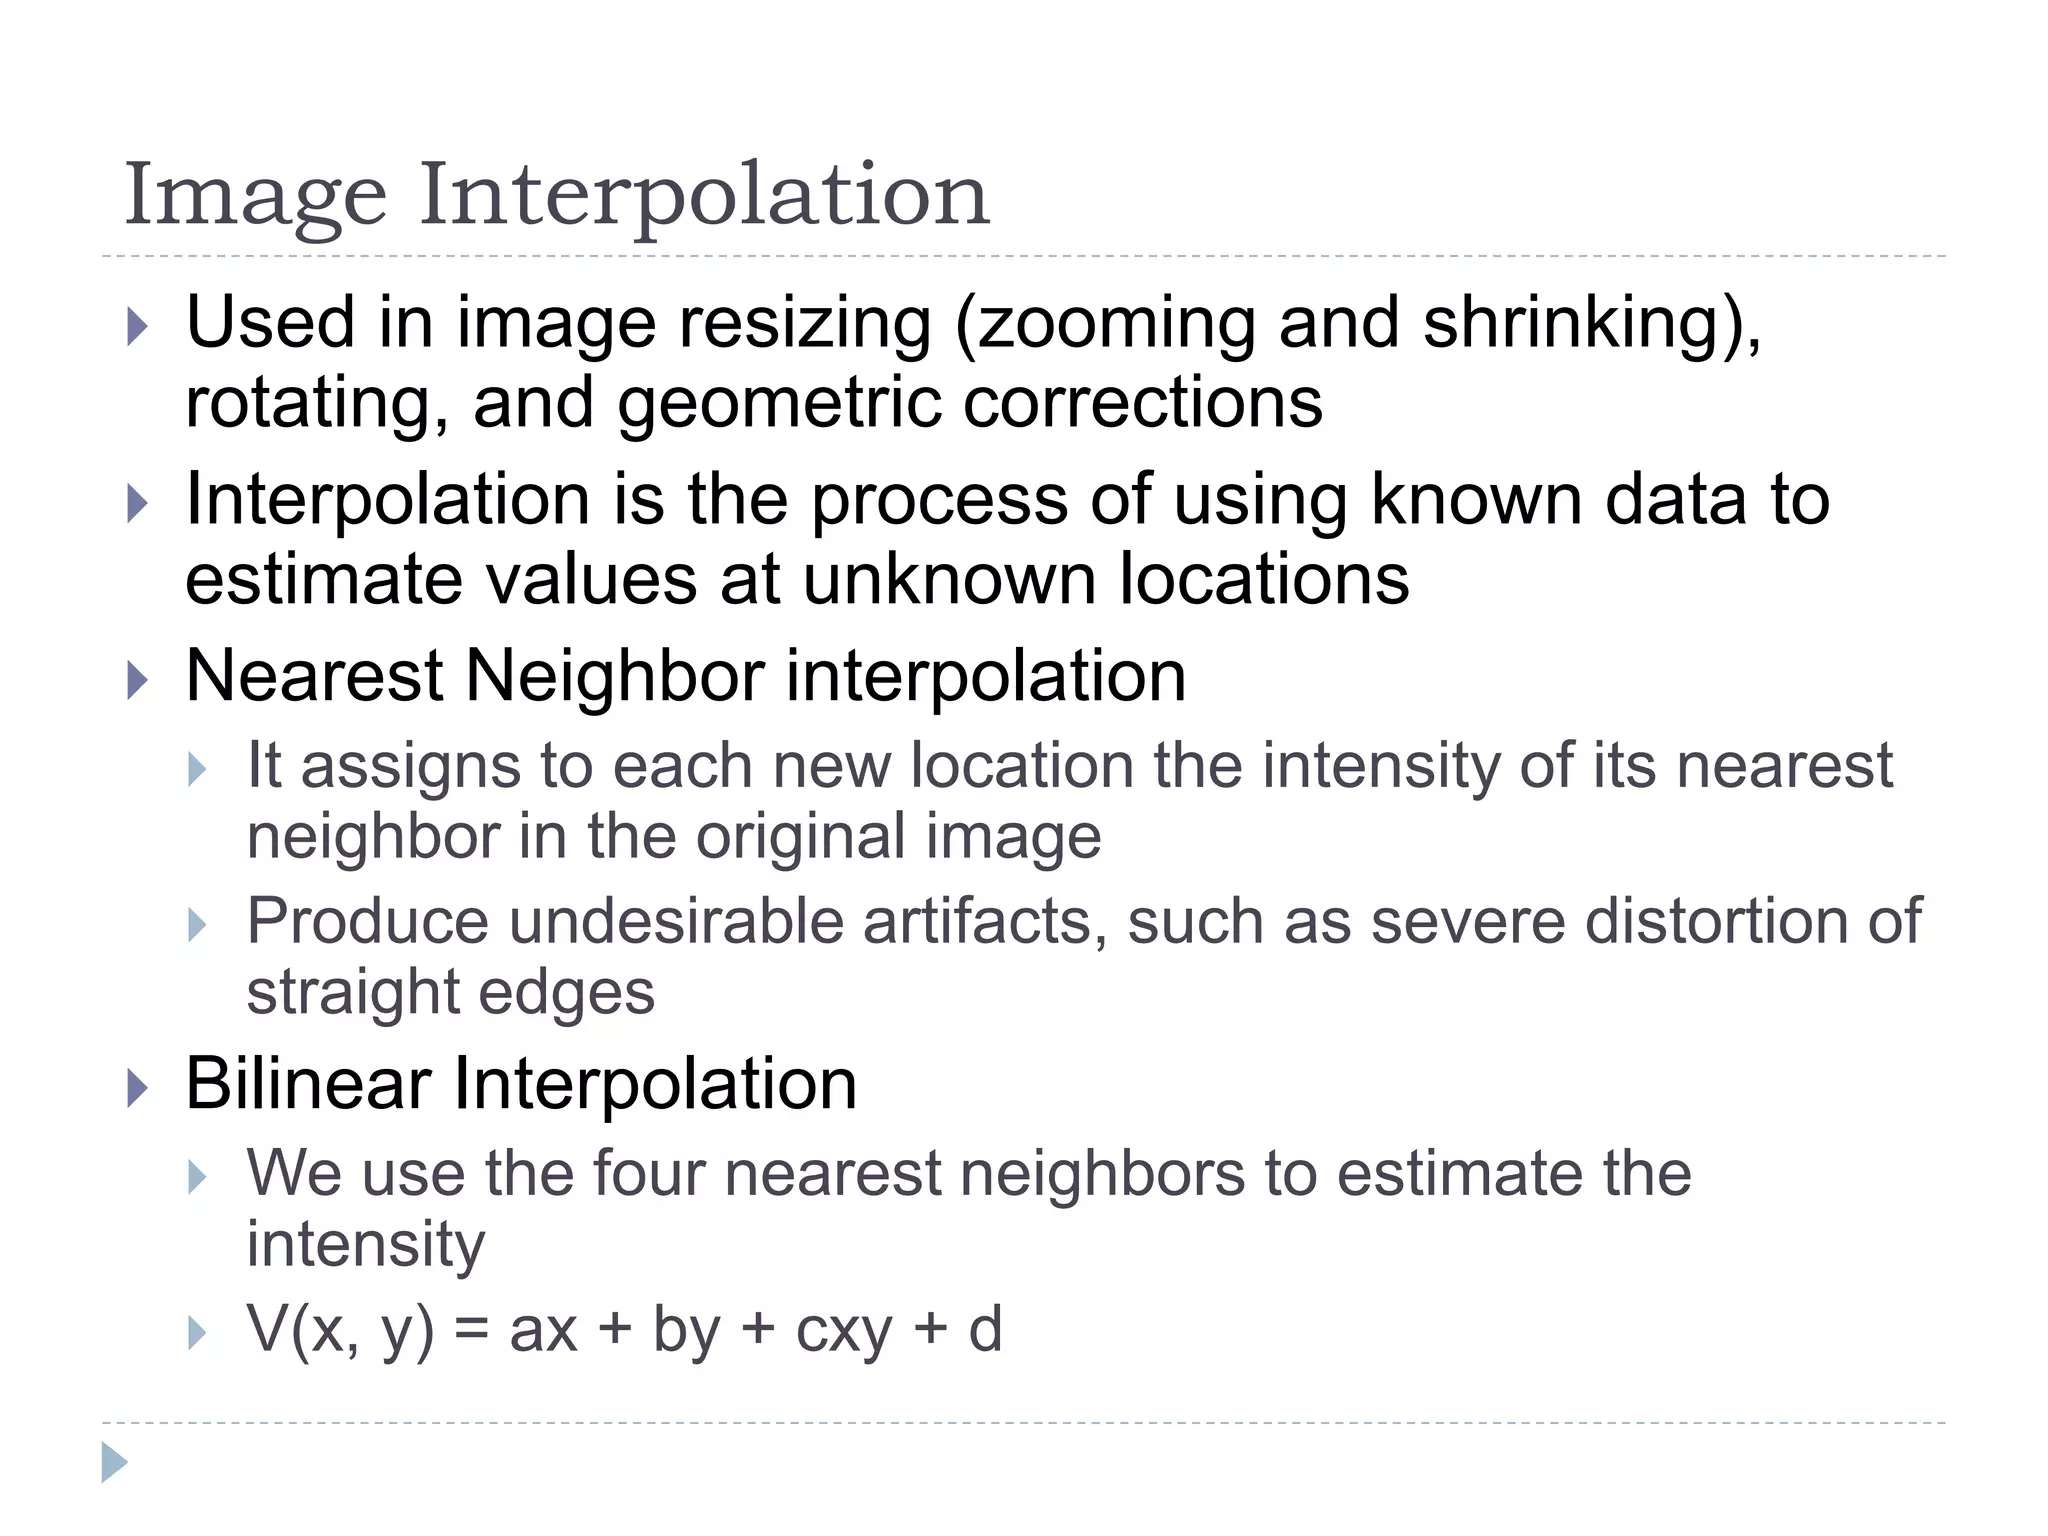 Image Interpolation
Used in image resizing (zooming and shrinking),
rotating, and geometric corrections
Interpolation is the process of using known data to
estimate values at unknown locations
Nearest Neighbor interpolation
It assigns to each new location the intensity of its nearest
neighbor in the original image
Produce undesirable artifacts, such as severe distortion of
straight edges
Bilinear Interpolation
We use the four nearest neighbors to estimate the
intensity
V(x, y) = ax + by + cxy + d